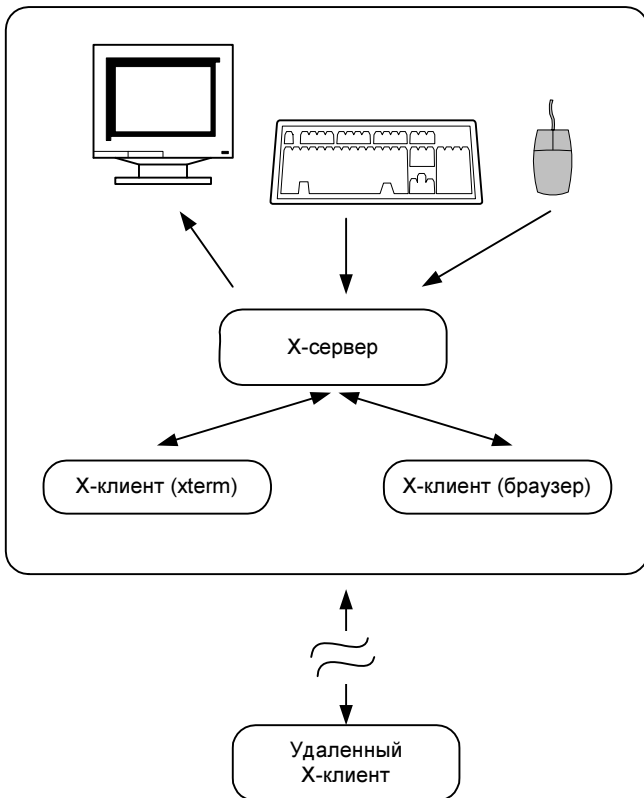 X-сервер
X-клиент (xterm)
X-клиент (браузер)
Удаленный
X-клиент